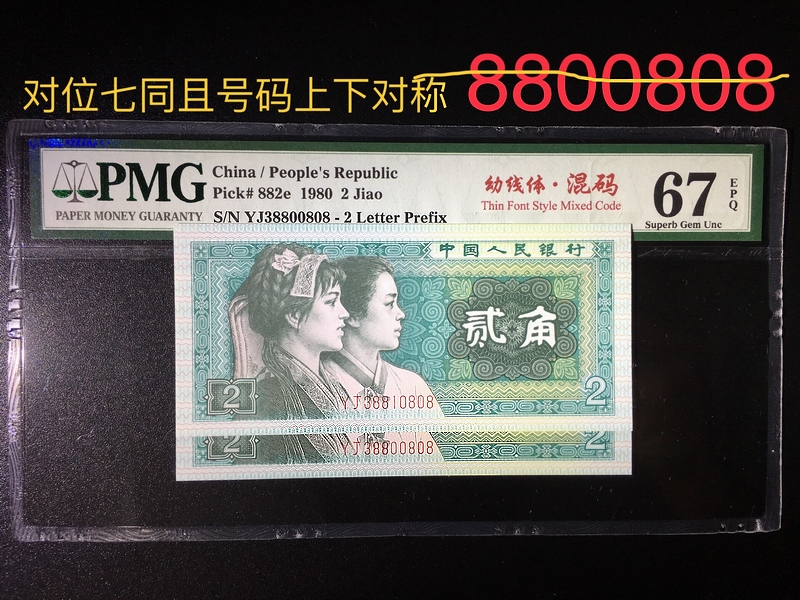 对位七同且号码上下对称 8800808
PMG
PAPER MONEY GUARANTY
China / People's Republic
Pick# 882e 1980 2 Jiao
S/N YJ38800808 - 2 Letter Prefix
幼线体·混码
Thin Font Style Mixed Code
67
EPQ
Superb Gem Unc
中国人民银行
贰角
2
YJ38810808
2
2
YJ38800808
2